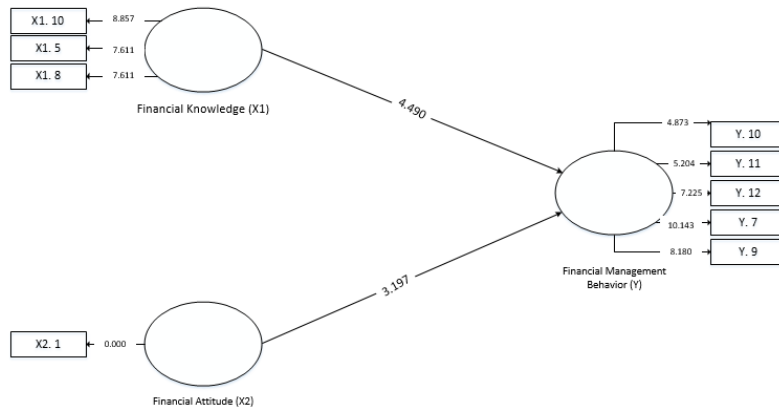 X1. 10
8.857
X1. 5
7.611
X1. 8
7.611
Financial Knowledge (X1)
4.490
4.873
Y. 10
5.204
Y. 11
7.225
Y. 12
10.143
Y. 7
8.180
Y. 9
Financial Management
Behavior (Y)
3.197
X2. 1
0.000
Financial Attitude (X2)